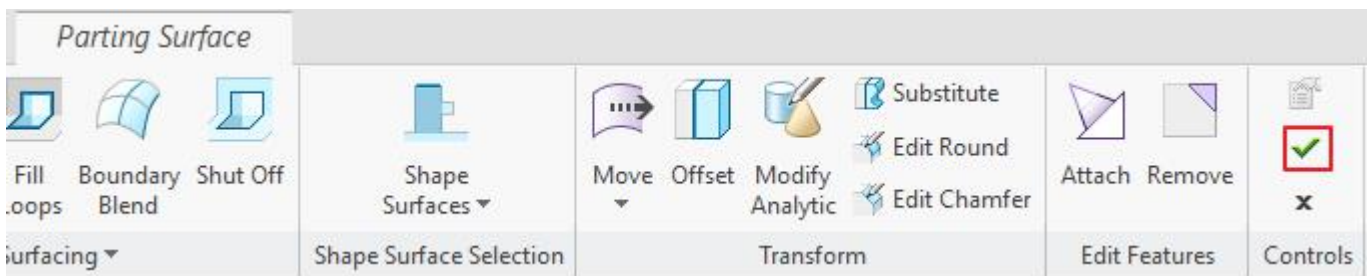 Parting Surface
Fill
Loops
Boundary
Blend
Shut Off
Surfacing
Shape
Surfaces
Shape Surface Selection
Move
Offset
Modify
Analytic
Substitute
Edit Round
Edit Chamfer
Transform
Attach
Remove
Edit Features
Controls